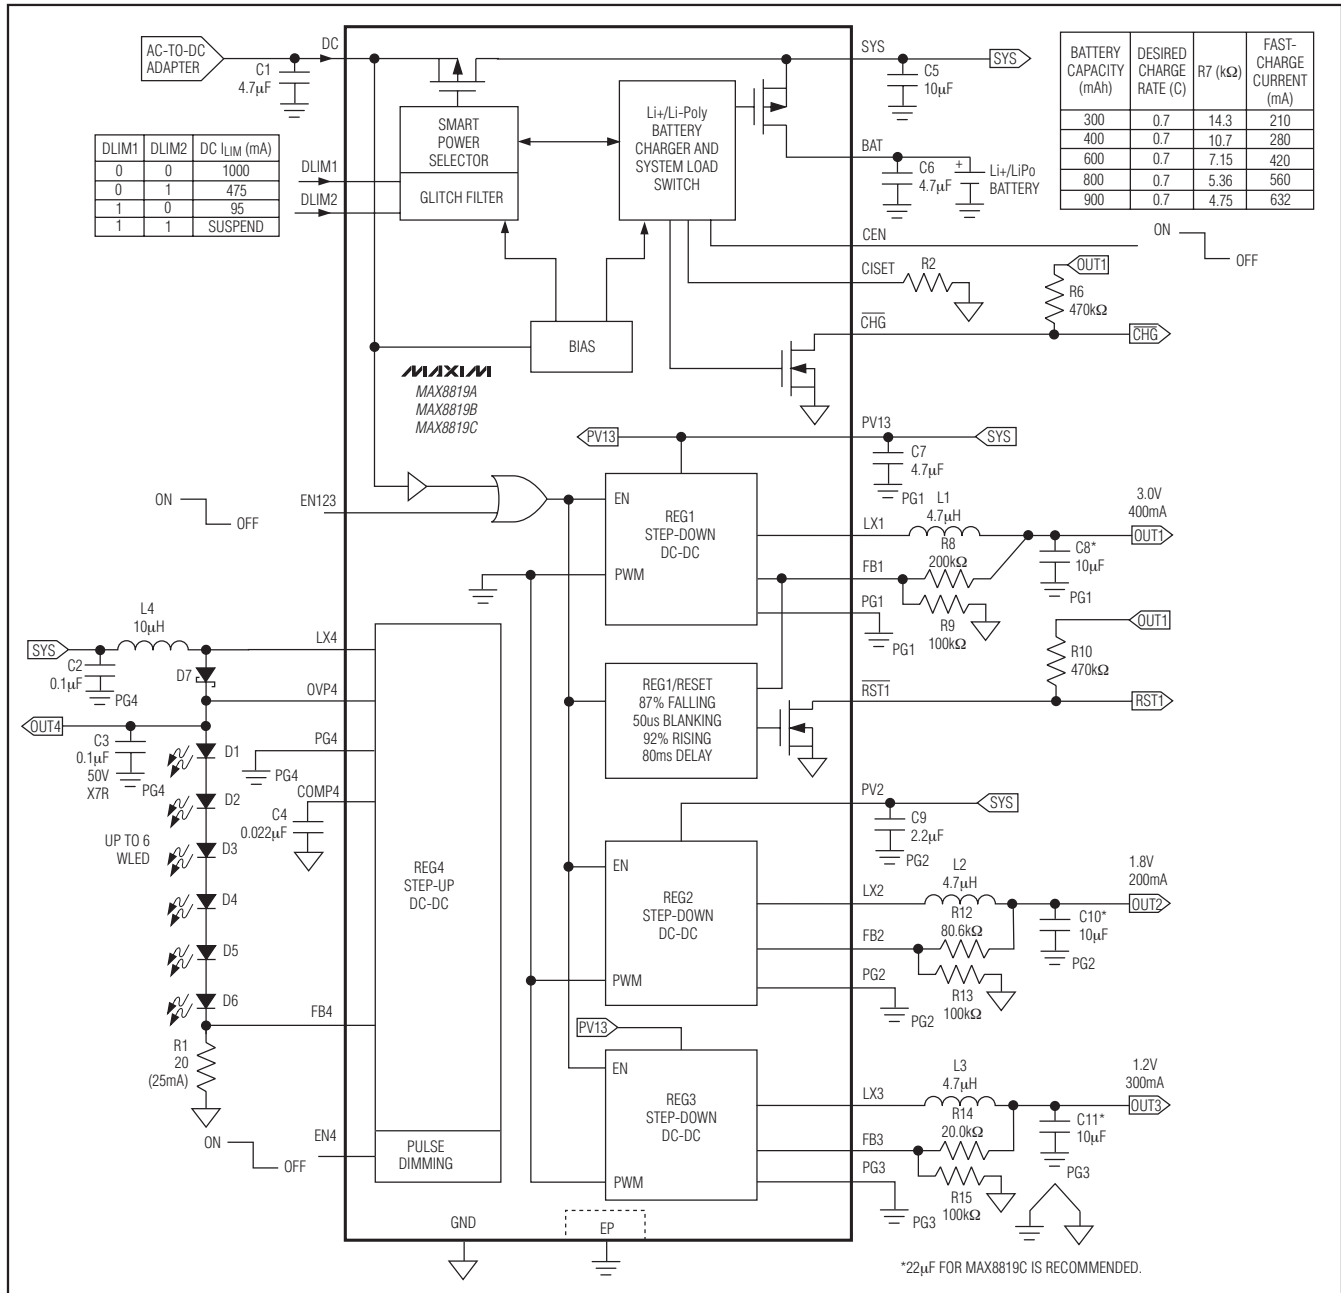 AC-TO-DC
ADAPTER
C1
4.7µF
DC
SYS
C5
10µF
SYS
BATTERY CAPACITY (mAh) DESIRED CHARGE RATE (C) R7 (kΩ) FAST-CHARGE CURRENT (mA)
300 0.7 14.3 210
400 0.7 10.7 280
600 0.7 7.15 420
800 0.7 5.36 560
900 0.7 4.75 632
DLIM1 DLIM2 DC ILIM (mA)
0 0 1000
0 1 475
1 0 95
1 1 SUSPEND
DLIM1
DLIM2
SMART
POWER
SELECTOR
GLITCH FILTER
Li+/Li-Poly
BATTERY
CHARGER AND
SYSTEM LOAD
SWITCH
BAT
C6
4.7µF
+
Li+/LiPo
BATTERY
CEN
ON
OFF
CISET
R2
OUT1
R6
470kΩ
CHG
CHG
BIAS
MAXIM
MAX8819A
MAX8819B
MAX8819C
PV13
PV13
SYS
C7
4.7µF
PG1
ON
OFF
EN123
EN
REG1
STEP-DOWN
DC-DC
PWM
LX1
L1
4.7µH
3.0V
400mA
OUT1
C8*
10µF
PG1
R8
200kΩ
FB1
R9
100kΩ
PG1
PG1
OUT1
R10
470kΩ
RST1
RST1
REG1/RESET
87% FALLING
50us BLANKING
92% RISING
80ms DELAY
L4
10µH
SYS
C2
0.1µF
PG4
LX4
D7
OVP4
OUT4
C3
0.1µF
50V
X7R
PG4
PG4
PG4
COMP4
C4
0.022µF
D1
D2
D3
D4
D5
D6
UP TO 6
WLED
REG4
STEP-UP
DC-DC
FB4
R1
20
(25mA)
EN4
ON
OFF
PULSE
DIMMING
PV2
SYS
C9
2.2µF
PG2
EN
REG2
STEP-DOWN
DC-DC
PWM
LX2
L2
4.7µH
1.8V
200mA
OUT2
C10*
10µF
PG2
R12
80.6kΩ
FB2
R13
100kΩ
PG2
PG2
PV13
EN
REG3
STEP-DOWN
DC-DC
PWM
LX3
L3
4.7µH
1.2V
300mA
OUT3
C11*
10µF
PG3
R14
20.0kΩ
FB3
R15
100kΩ
PG3
PG3
GND
EP
*22µF FOR MAX8819C IS RECOMMENDED.